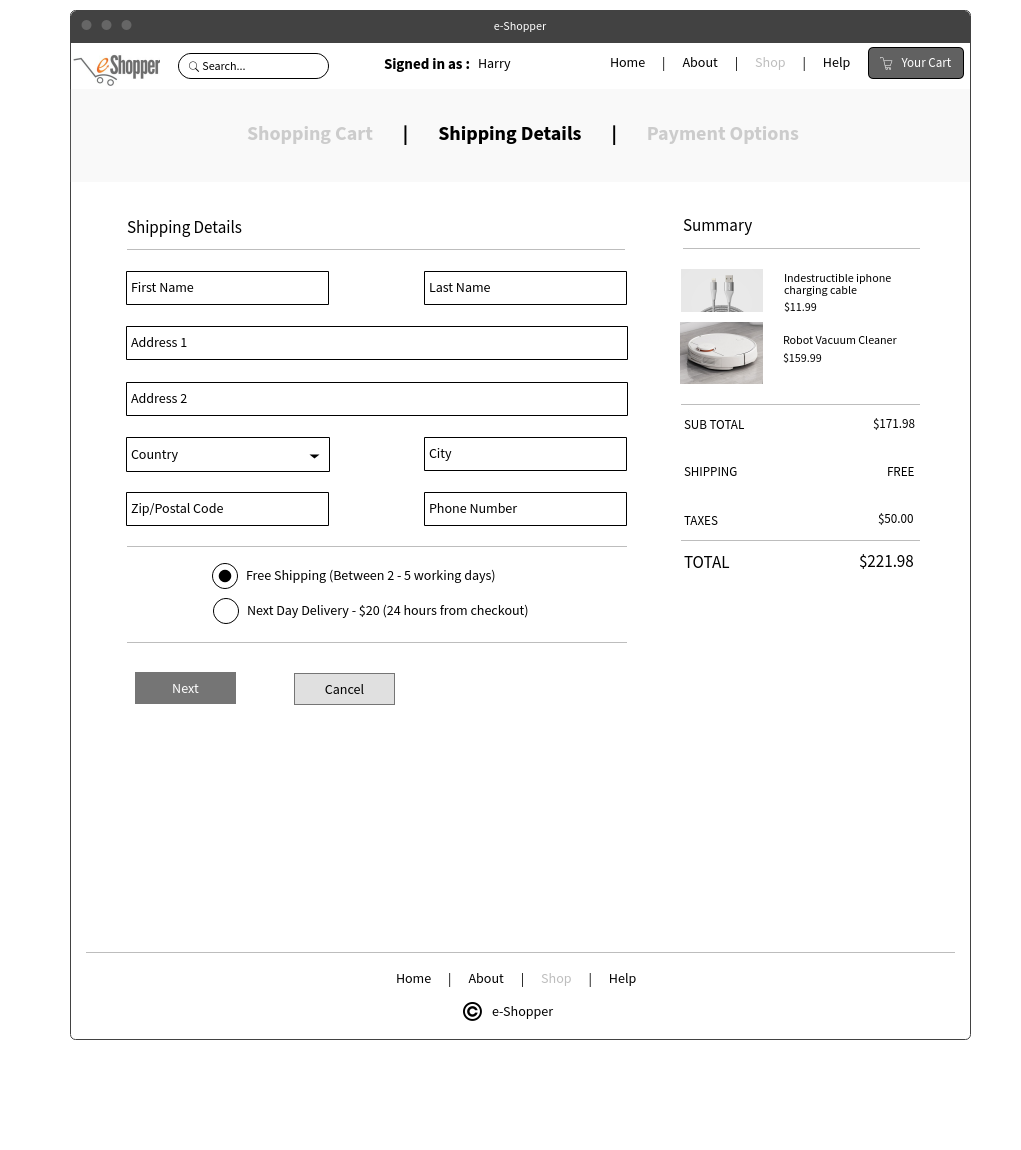 e-Shopper
eShopper
Search...
Signed in as : Harry
Home | About | Shop | Help
Your Cart
Shopping Cart | Shipping Details | Payment Options
Shipping Details
First Name
Last Name
Address 1
Address 2
Country
City
Zip/Postal Code
Phone Number
Free Shipping (Between 2 - 5 working days)
Next Day Delivery - $20 (24 hours from checkout)
Next
Cancel
Summary
Indestructible iphone
charging cable
$11.99
Robot Vacuum Cleaner
$159.99
SUB TOTAL $171.98
SHIPPING FREE
TAXES $50.00
TOTAL $221.98
Home | About | Shop | Help
© e-Shopper